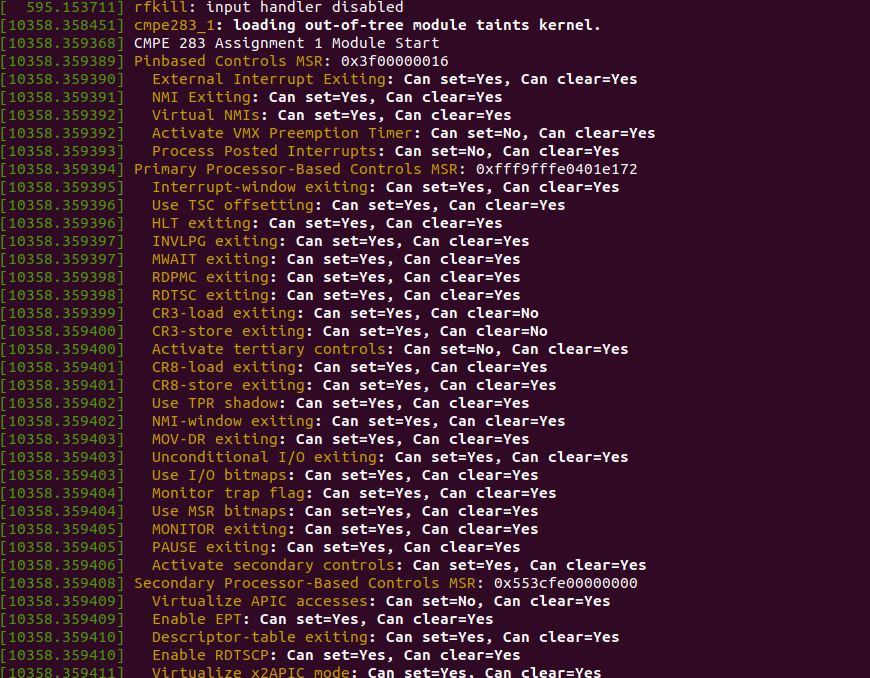 [  595.153711] rfkill: input handler disabled
[10358.358451] cmpe283_1: loading out-of-tree module taints kernel.
[10358.359368] CMPE 283 Assignment 1 Module Start
[10358.359389] Pinbased Controls MSR: 0x3f00000016
[10358.359390]   External Interrupt Exiting: Can set=Yes, Can clear=Yes
[10358.359391]   NMI Exiting: Can set=Yes, Can clear=Yes
[10358.359392]   Virtual NMIs: Can set=Yes, Can clear=Yes
[10358.359392]   Activate VMX Preemption Timer: Can set=No, Can clear=Yes
[10358.359393]   Process Posted Interrupts: Can set=No, Can clear=Yes
[10358.359394] Primary Processor-Based Controls MSR: 0xfff9fffe0401e172
[10358.359395]   Interrupt-window exiting: Can set=Yes, Can clear=Yes
[10358.359396]   Use TSC offsetting: Can set=Yes, Can clear=Yes
[10358.359396]   HLT exiting: Can set=Yes, Can clear=Yes
[10358.359397]   INVLPG exiting: Can set=Yes, Can clear=Yes
[10358.359397]   MWAIT exiting: Can set=Yes, Can clear=Yes
[10358.359398]   RDPMC exiting: Can set=Yes, Can clear=Yes
[10358.359398]   RDTSC exiting: Can set=Yes, Can clear=Yes
[10358.359399]   CR3-load exiting: Can set=Yes, Can clear=No
[10358.359400]   CR3-store exiting: Can set=Yes, Can clear=No
[10358.359400]   Activate tertiary controls: Can set=No, Can clear=Yes
[10358.359401]   CR8-load exiting: Can set=Yes, Can clear=Yes
[10358.359401]   CR8-store exiting: Can set=Yes, Can clear=Yes
[10358.359402]   Use TPR shadow: Can set=Yes, Can clear=Yes
[10358.359402]   NMI-window exiting: Can set=Yes, Can clear=Yes
[10358.359403]   MOV-DR exiting: Can set=Yes, Can clear=Yes
[10358.359403]   Unconditional I/O exiting: Can set=Yes, Can clear=Yes
[10358.359403]   Use I/O bitmaps: Can set=Yes, Can clear=Yes
[10358.359404]   Monitor trap flag: Can set=Yes, Can clear=Yes
[10358.359404]   Use MSR bitmaps: Can set=Yes, Can clear=Yes
[10358.359405]   MONITOR exiting: Can set=Yes, Can clear=Yes
[10358.359405]   PAUSE exiting: Can set=Yes, Can clear=Yes
[10358.359406]   Activate secondary controls: Can set=Yes, Can clear=Yes
[10358.359408] Secondary Processor-Based Controls MSR: 0x553cfe00000000
[10358.359409]   Virtualize APIC accesses: Can set=No, Can clear=Yes
[10358.359409]   Enable EPT: Can set=Yes, Can clear=Yes
[10358.359410]   Descriptor-table exiting: Can set=Yes, Can clear=Yes
[10358.359410]   Enable RDTSCP: Can set=Yes, Can clear=Yes
[10358.359411]   Virtualize x2APIC mode: Can set=Yes, Can clear=Yes